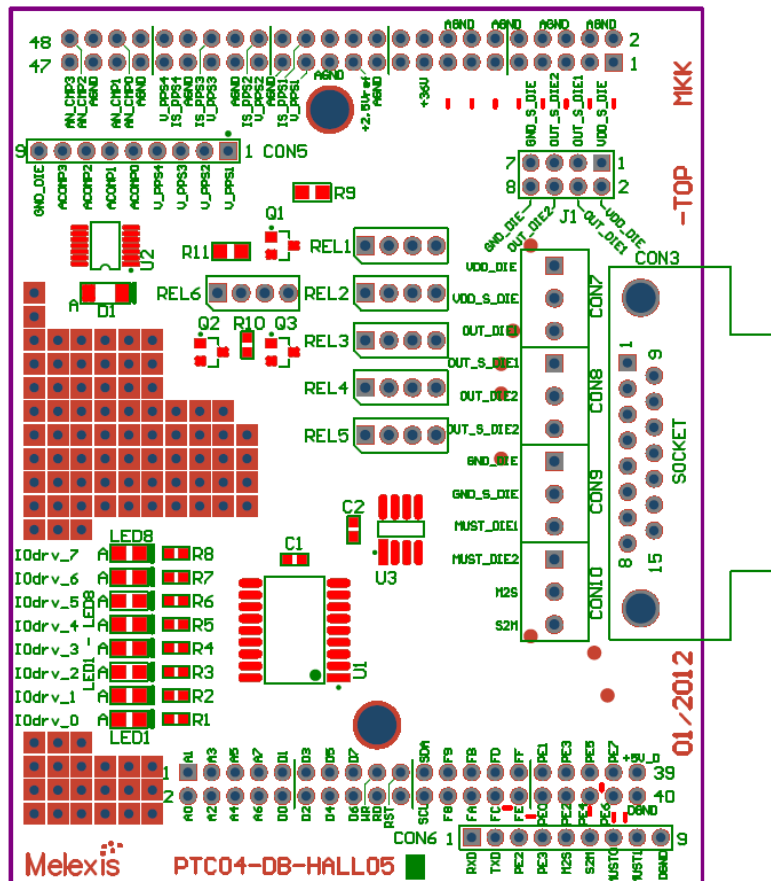 AGND AGND AGND AGND
48 2
47 1
AN_CMP3 AN_CMP2 AGND AN_CMP1 AN_CMP0 AGND V_PPS4 IS_PPS4 IS_PPS3 V_PPS3 AGND IS_PPS2 V_PPS2 AGND IS_PPS1 V_PPS1 AGND +2.5Vref AGND +36V
GND_S_DIE OUT_S_DIE2 OUT_S_DIE1 VDD_S_DIE
MKK
9 1 CON5
GND_DIE ACOMP3 ACOMP2 ACOMP1 ACOMP0 V_PPS4 V_PPS3 V_PPS2 V_PPS1
7 1
8 2
J1
GND_DIE OUT_DIE2 OUT_DIE1 VDD_DIE
-TOP
R9
Q1
U2
R11
REL1
CON3
A D1
REL6
REL2
Q2 R10 Q3
REL3
REL4
REL5
VDD_DIE
VDD_S_DIE
OUT_DIE1
CON7
OUT_S_DIE1
OUT_DIE2
OUT_S_DIE2
CON8
GND_DIE
GND_S_DIE
MUST_DIE1
CON9
MUST_DIE2
M2S
S2M
CON10
1 9
8 15
SOCKET
C2
C1
U3
U1
LED8
IOdrv_7 A R8
IOdrv_6 A R7
IOdrv_5 A R6
IOdrv_4 A R5
IOdrv_3 A R4
IOdrv_2 A R3
IOdrv_1 A R2
IOdrv_0 A R1
LED1 - LED8
LED1
01/2012
A1 A3 A5 A7 D1 D3 D5 D7 SDA F9 FB FD FF PE1 PE3 PE5 PE7 +5V_D
1 39
2 40
A0 A2 A4 A6 D0 D2 D4 D6 WR RD RST SCL F8 FA FC FE PE0 PE2 PE4 PE6 DGND
CON6 1 9
RXD TXD PE2 PE3 M2S S2M MUST0 MUST1 DGND
Melexis PTC04-DB-HALL05